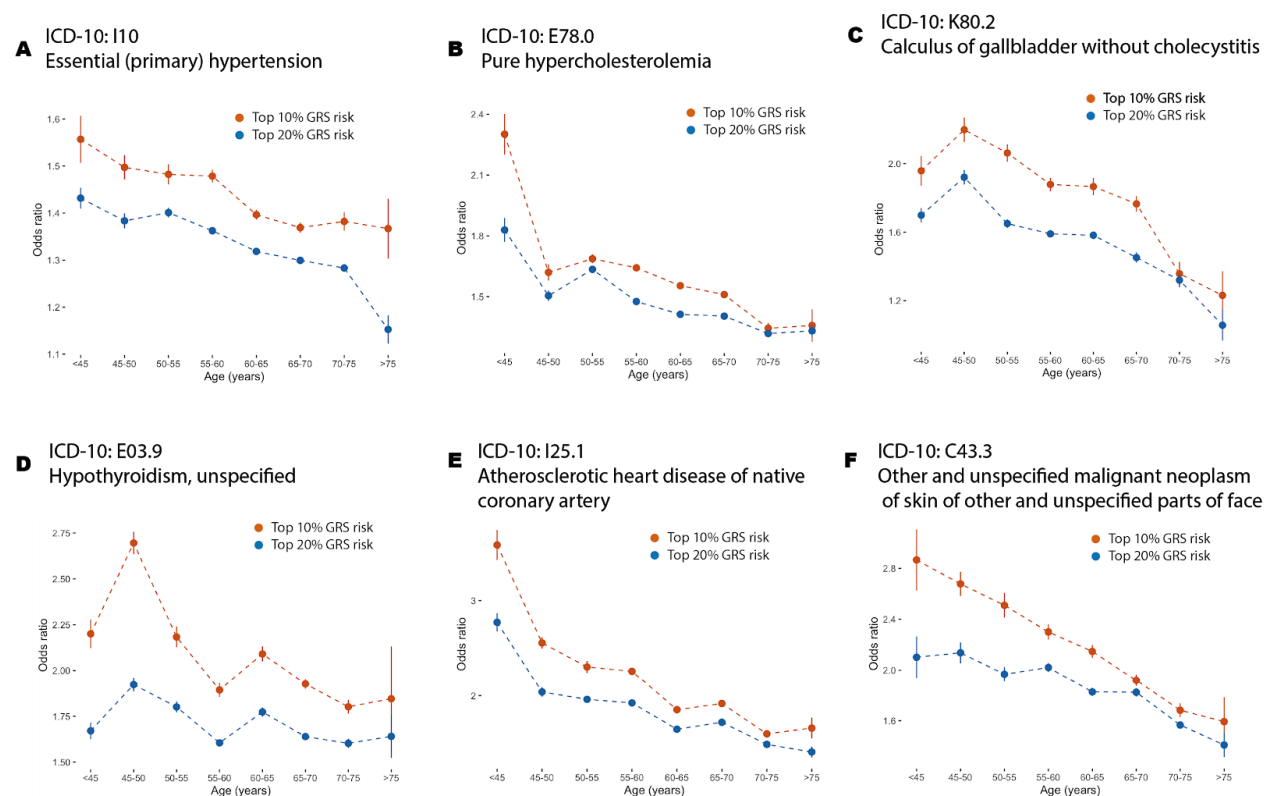 A
ICD-10: I10
Essential (primary) hypertension
Top 10% GRS risk
Top 20% GRS risk
1.6
1.5
1.4
1.3
1.2
1.1
Odds ratio
<45 45-50 50-55 55-60 60-65 65-70 70-75 >75
Age (years)
B
ICD-10: E78.0
Pure hypercholesterolemia
Top 10% GRS risk
Top 20% GRS risk
2.4
2.1
1.8
1.5
Odds ratio
<45 45-50 50-55 55-60 60-65 65-70 70-75 >75
Age (years)
C
ICD-10: K80.2
Calculus of gallbladder without cholecystitis
Top 10% GRS risk
Top 20% GRS risk
2.0
1.6
1.2
Odds ratio
<45 45-50 50-55 55-60 60-65 65-70 70-75 >75
Age (years)
D
ICD-10: E03.9
Hypothyroidism, unspecified
Top 10% GRS risk
Top 20% GRS risk
2.75
2.50
2.25
2.00
1.75
1.50
Odds ratio
<45 45-50 50-55 55-60 60-65 65-70 70-75 >75
Age (years)
E
ICD-10: I25.1
Atherosclerotic heart disease of native
coronary artery
Top 10% GRS risk
Top 20% GRS risk
3
2
Odds ratio
<45 45-50 50-55 55-60 60-65 65-70 70-75 >75
Age (years)
F
ICD-10: C43.3
Other and unspecified malignant neoplasm
of skin of other and unspecified parts of face
Top 10% GRS risk
Top 20% GRS risk
2.8
2.4
2.0
1.6
Odds ratio
<45 45-50 50-55 55-60 60-65 65-70 70-75 >75
Age (years)